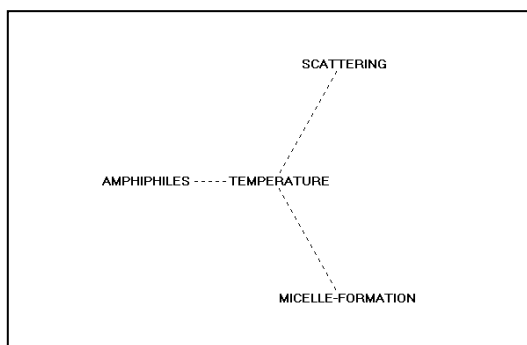 SCATTERING
AMPHIPHILES TEMPERATURE
MICELLE-FORMATION